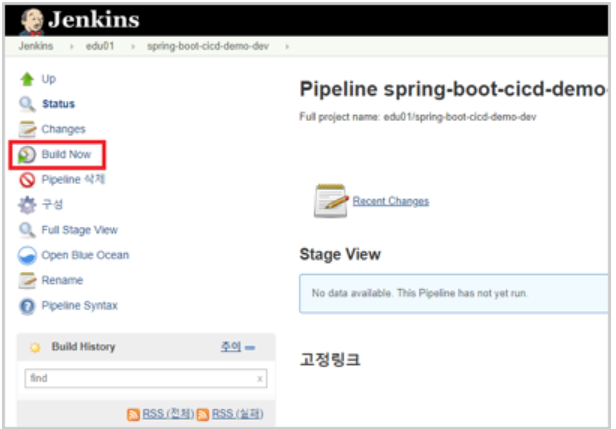 Jenkins
Jenkins › edu01 › spring-boot-cicd-demo-dev ›
Up
Status
Changes
Build Now
Pipeline 삭제
구성
Full Stage View
Open Blue Ocean
Rename
Pipeline Syntax
Build History 추이
find x
RSS (전체) RSS (실패)
Pipeline spring-boot-cicd-demo-
Full project name: edu01/spring-boot-cicd-demo-dev
Recent Changes
Stage View
No data available. This Pipeline has not yet run.
고정링크